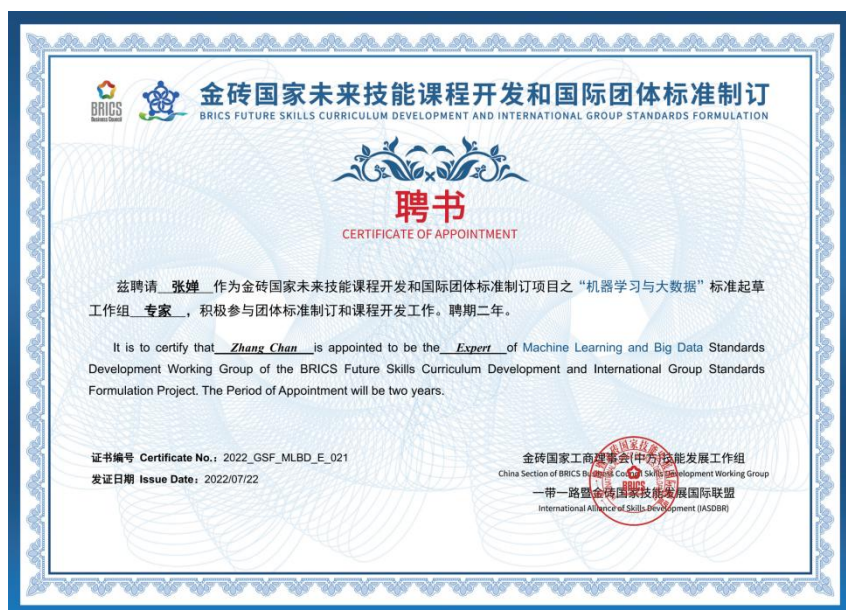 BRICS
Business Council
金砖国家未来技能课程开发和国际团体标准制订
BRICS FUTURE SKILLS CURRICULUM DEVELOPMENT AND INTERNATIONAL GROUP STANDARDS FORMULATION
聘书
CERTIFICATE OF APPOINTMENT
兹聘请 张婵 作为金砖国家未来技能课程开发和国际团体标准制订项目之“机器学习与大数据”标准起草
工作组 专家 ，积极参与团体标准制订和课程开发工作。聘期二年。
It is to certify that Zhang Chan is appointed to be the Expert of Machine Learning and Big Data Standards
Development Working Group of the BRICS Future Skills Curriculum Development and International Group Standards
Formulation Project. The Period of Appointment will be two years.
证书编号 Certificate No.: 2022_GSF_MLBD_E_021
发证日期 Issue Date: 2022/07/22
金砖国家工商理事会(中方)技能发展工作组
China Section of BRICS Business Council Skills Development Working Group
一带一路暨金砖国家技能发展国际联盟
International Alliance of Skills Development (IASDBR)
BRICS